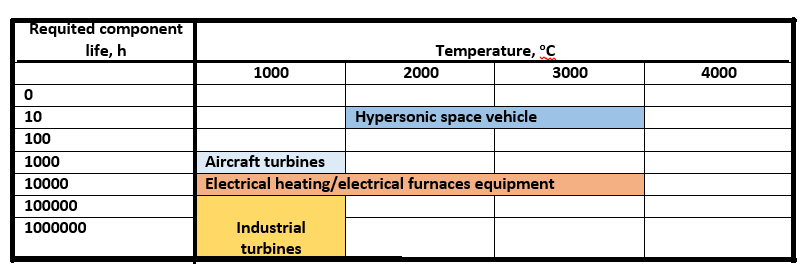 Requited component
life, h
Temperature, °C
1000 2000 3000 4000
0
10 Hypersonic space vehicle
100
1000 Aircraft turbines
10000 Electrical heating/electrical furnaces equipment
100000
1000000 Industrial
turbines